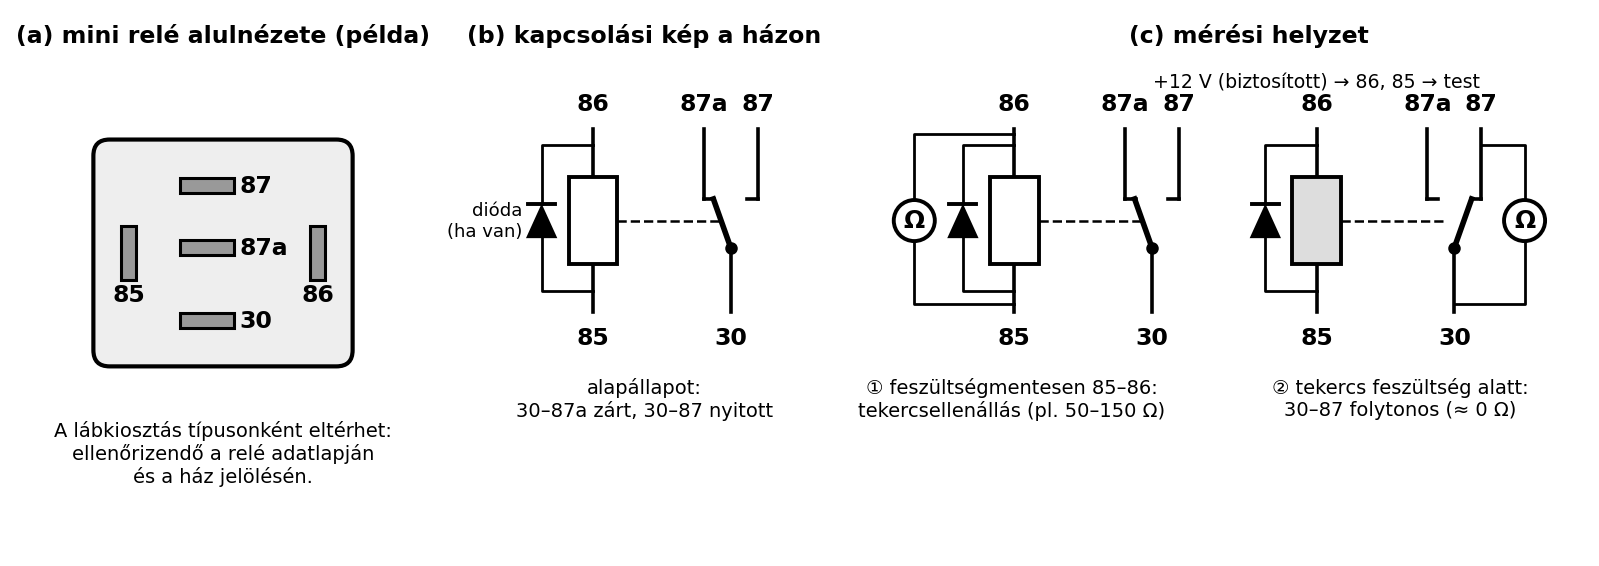 (a) mini relé alulnézete (példa)
87
87a
85
86
30
A lábkiosztás típusonként eltérhet:
ellenőrizendő a relé adatlapján
és a ház jelölésén.
(b) kapcsolási kép a házon
86
87a 87
dióda
(ha van)
85
30
alapállapot:
30–87a zárt, 30–87 nyitott
(c) mérési helyzet
+12 V (biztosított) → 86, 85 → test
86
87a 87
Ω
85
30
① feszültségmentesen 85–86:
tekercsellenállás (pl. 50–150 Ω)
86
87a 87
Ω
85
30
② tekercs feszültség alatt:
30–87 folytonos (≈ 0 Ω)